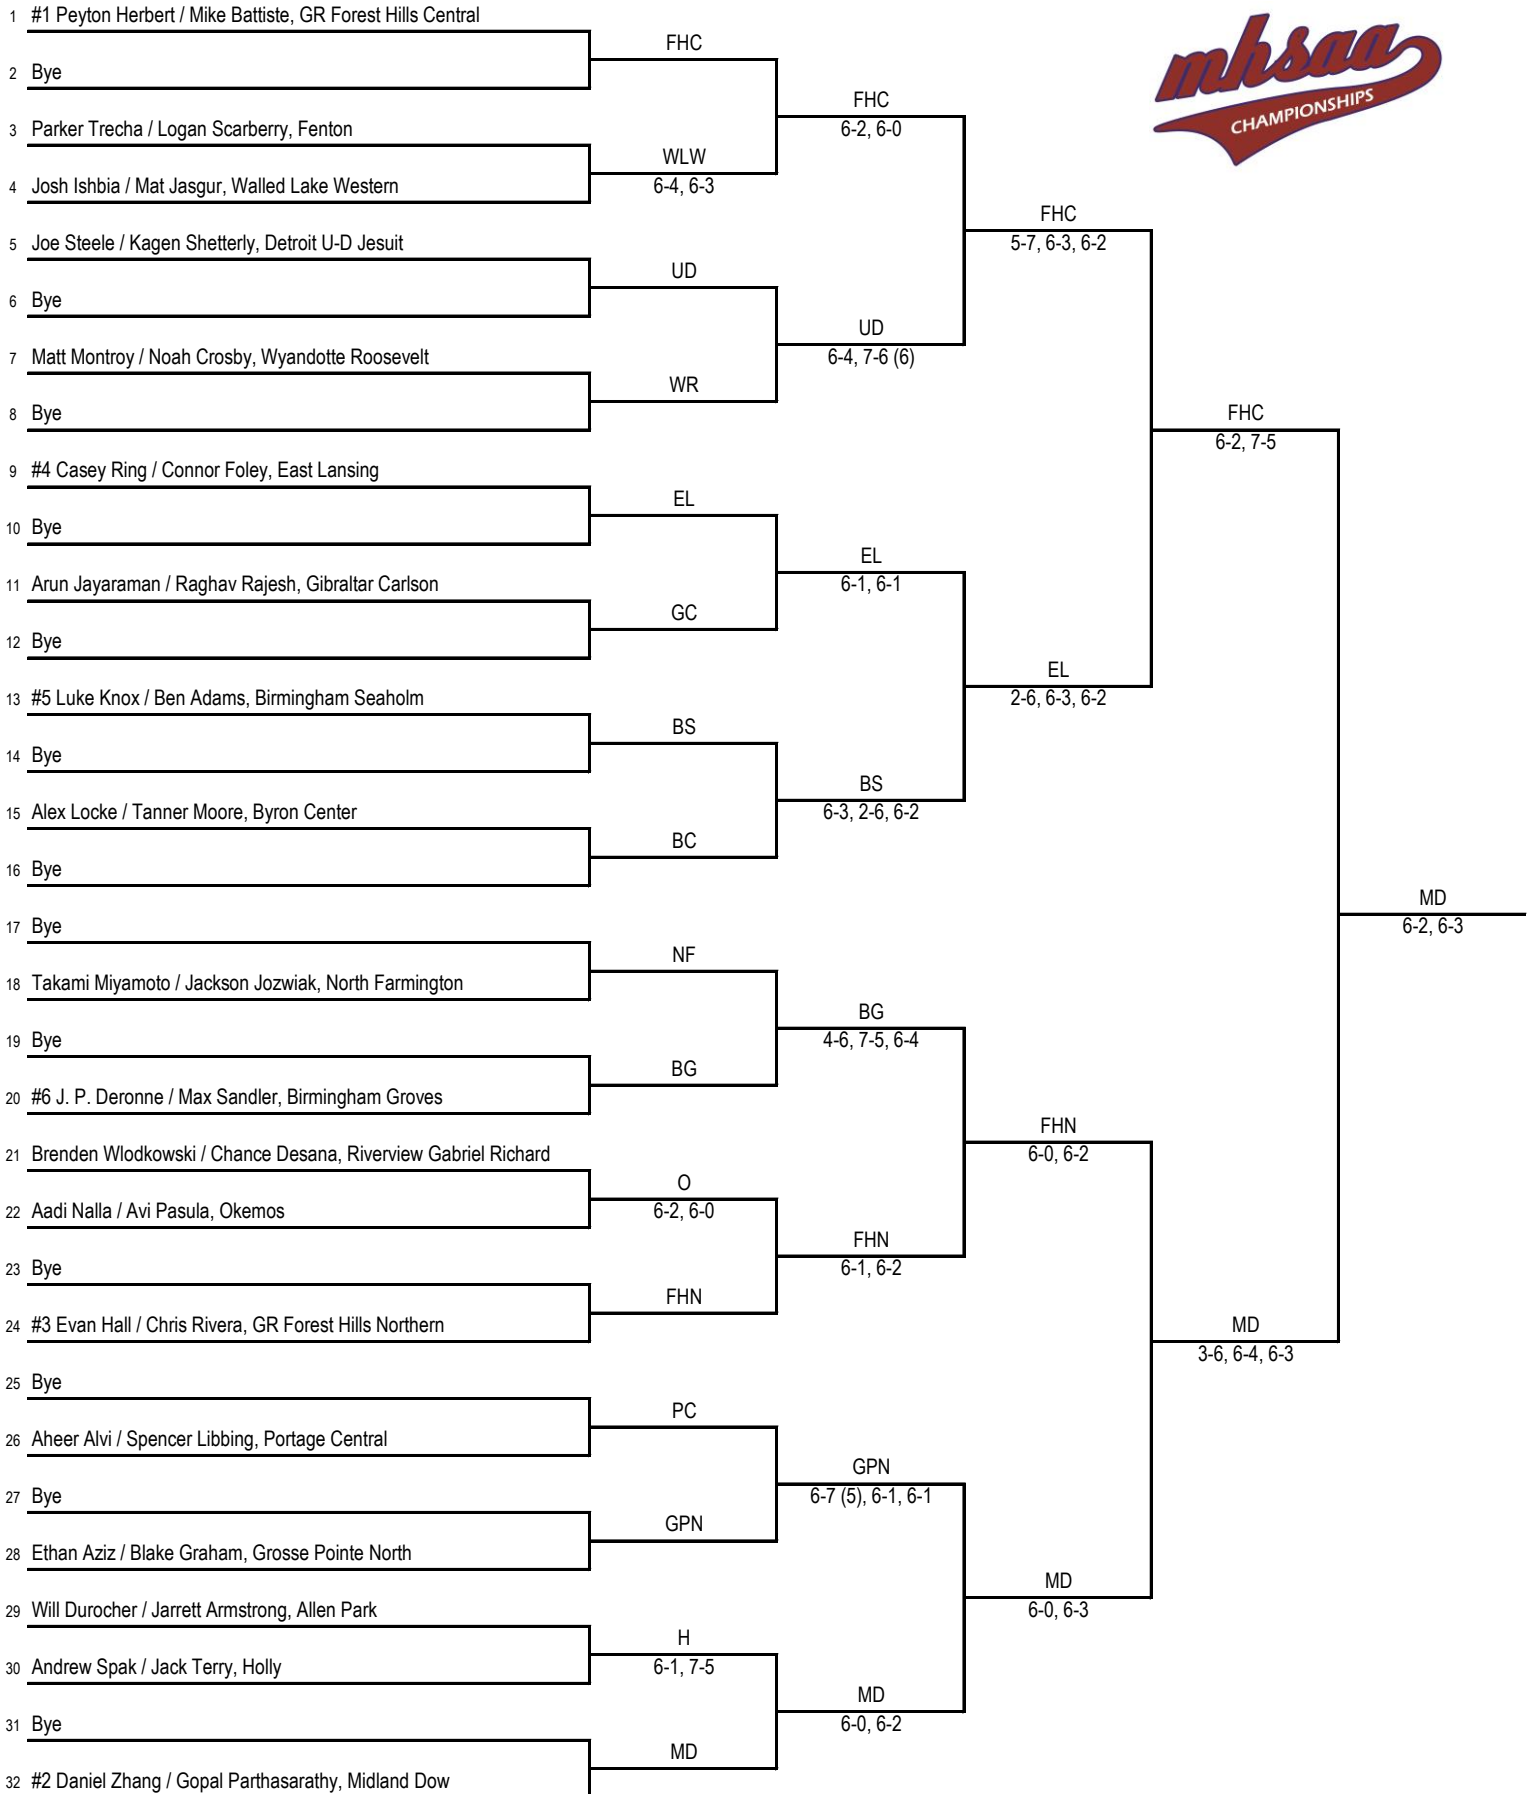 1 #1 Peyton Herbert / Mike Battiste, GR Forest Hills Central
FHC
2 Bye
FHC
6-2, 6-0
3 Parker Trecha / Logan Scarberry, Fenton
WLW
6-4, 6-3
4 Josh Ishbia / Mat Jasgur, Walled Lake Western
FHC
5-7, 6-3, 6-2
5 Joe Steele / Kagen Shetterly, Detroit U-D Jesuit
UD
6 Bye
UD
6-4, 7-6 (6)
7 Matt Montroy / Noah Crosby, Wyandotte Roosevelt
WR
8 Bye
FHC
6-2, 7-5
9 #4 Casey Ring / Connor Foley, East Lansing
EL
10 Bye
EL
6-1, 6-1
11 Arun Jayaraman / Raghav Rajesh, Gibraltar Carlson
GC
12 Bye
EL
2-6, 6-3, 6-2
13 #5 Luke Knox / Ben Adams, Birmingham Seaholm
BS
14 Bye
BS
6-3, 2-6, 6-2
15 Alex Locke / Tanner Moore, Byron Center
BC
16 Bye
MD
6-2, 6-3
17 Bye
NF
18 Takami Miyamoto / Jackson Jozwiak, North Farmington
BG
4-6, 7-5, 6-4
19 Bye
BG
20 #6 J. P. Deronne / Max Sandler, Birmingham Groves
FHN
6-0, 6-2
21 Brenden Wlodkowski / Chance Desana, Riverview Gabriel Richard
O
6-2, 6-0
22 Aadi Nalla / Avi Pasula, Okemos
FHN
6-1, 6-2
23 Bye
FHN
24 #3 Evan Hall / Chris Rivera, GR Forest Hills Northern
MD
3-6, 6-4, 6-3
25 Bye
PC
26 Aheer Alvi / Spencer Libbing, Portage Central
GPN
6-7 (5), 6-1, 6-1
27 Bye
GPN
28 Ethan Aziz / Blake Graham, Grosse Pointe North
MD
6-0, 6-3
29 Will Durocher / Jarrett Armstrong, Allen Park
H
6-1, 7-5
30 Andrew Spak / Jack Terry, Holly
MD
6-0, 6-2
31 Bye
MD
32 #2 Daniel Zhang / Gopal Parthasarathy, Midland Dow
mhsaa
CHAMPIONSHIPS